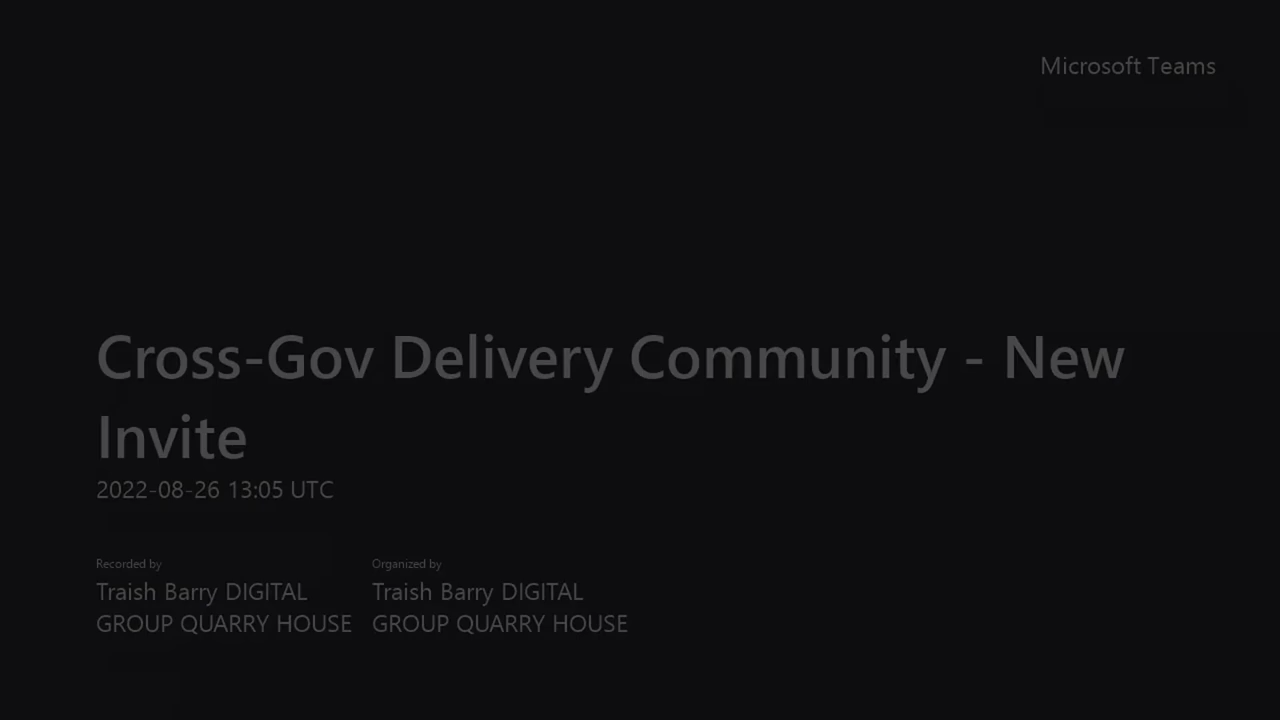 Microsoft Teams
Cross-Gov Delivery Community - New
Invite
2022-08-26 13:05 UTC
Recorded by
Organized by
Traish Barry DIGITAL
GROUP QUARRY HOUSE
Traish Barry DIGITAL
GROUP QUARRY HOUSE